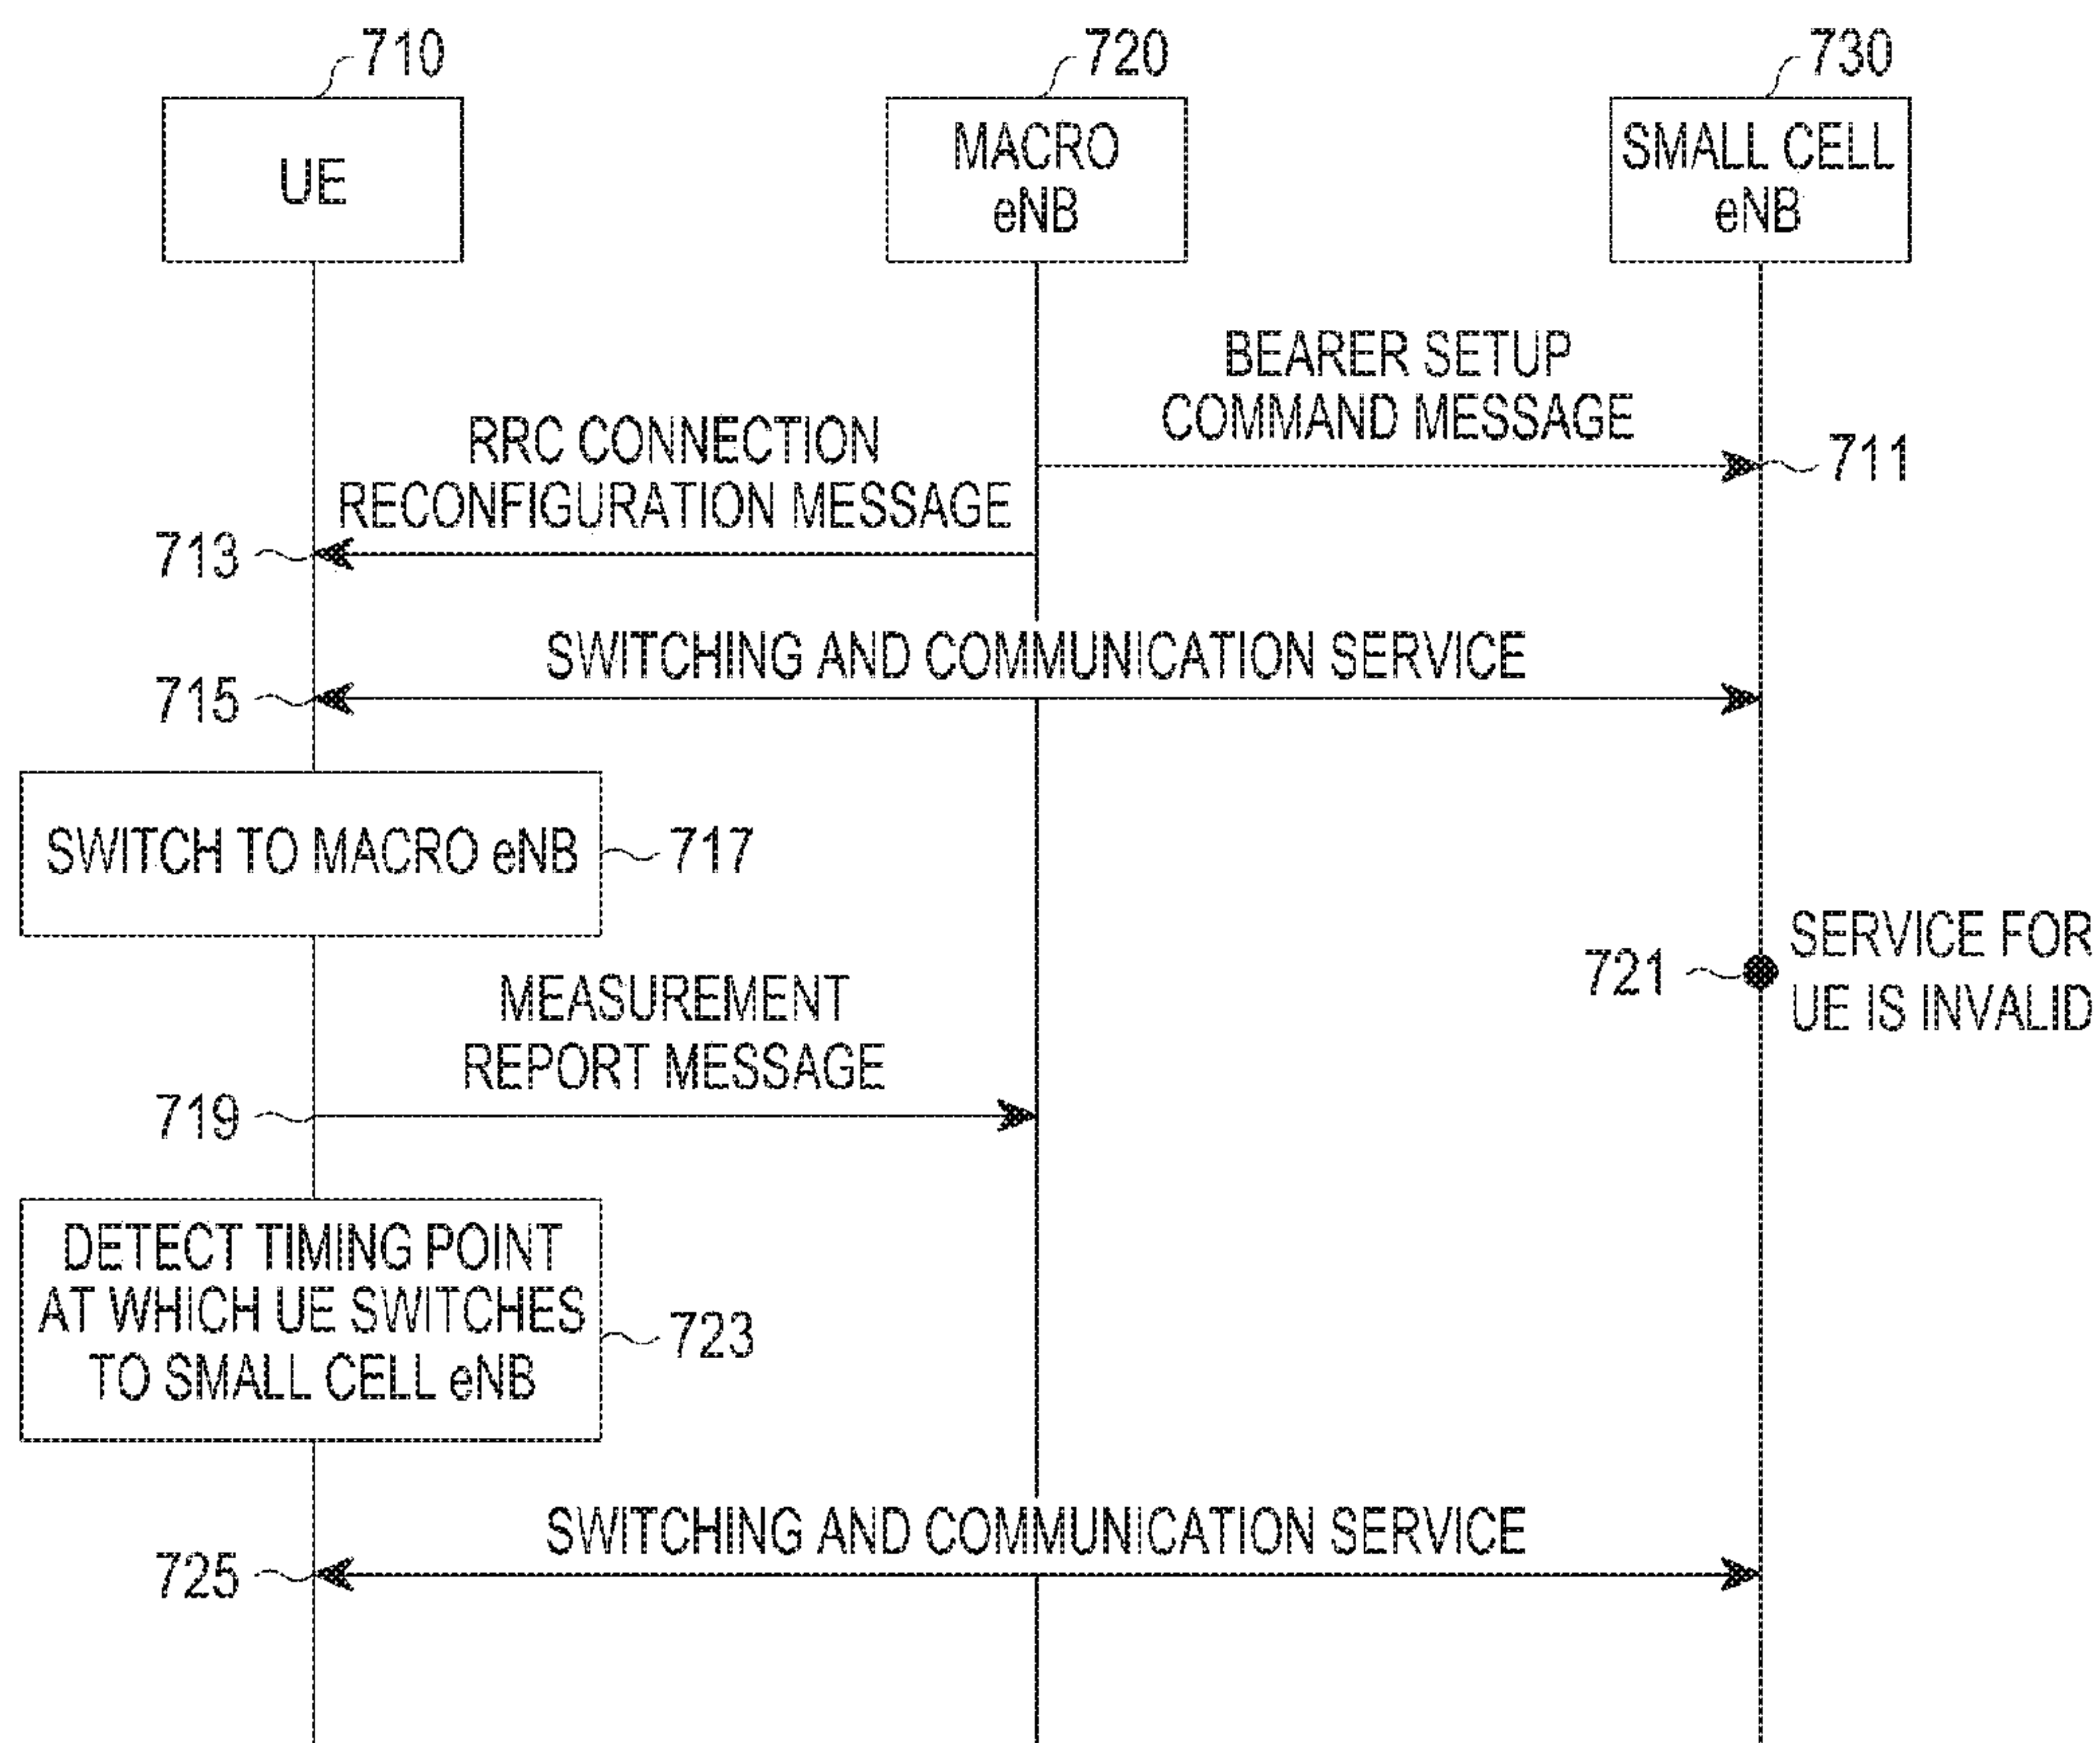 710
720
730
UE
MACRO
eNB
SMALL CELL
eNB
BEARER SETUP
COMMAND MESSAGE
711
RRC CONNECTION
RECONFIGURATION MESSAGE
713
SWITCHING AND COMMUNICATION SERVICE
715
SWITCH TO MACRO eNB
717
SERVICE FOR
UE IS INVALID
721
MEASUREMENT
REPORT MESSAGE
719
DETECT TIMING POINT
AT WHICH UE SWITCHES
TO SMALL CELL eNB
723
SWITCHING AND COMMUNICATION SERVICE
725